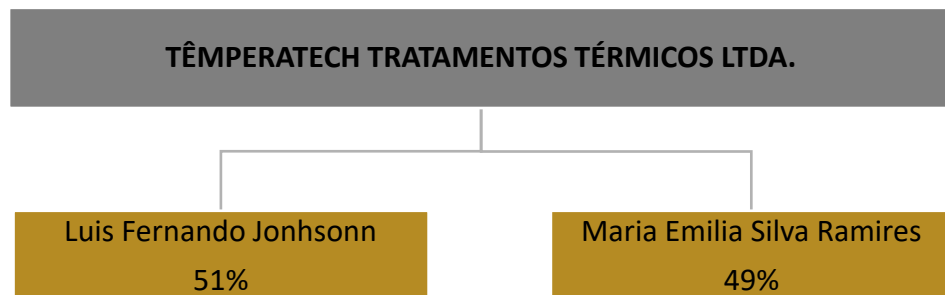 TÊMPERATECH TRATAMENTOS TÉRMICOS LTDA.
Luis Fernando Jonhsonn
51%
Maria Emilia Silva Ramires
49%